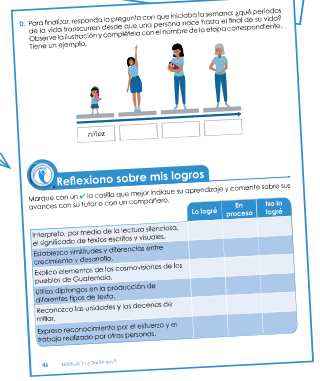 D. Para finalizar, responda la pregunta con que iniciaba la semana: ¿qué períodos
de la vida transcurren desde que una persona nace hasta el final de su vida?
Observe la ilustración y complétela con el nombre de la etapa correspondiente.
Tiene un ejemplo.
niñez
Reflexiono sobre mis logros
Marque con un ✔ la casilla que mejor indique su aprendizaje y comente sobre sus
avances con su tutor o con un compañero.
Lo logré
En
proceso
No lo
logré
Interpreto, por medio de la lectura silenciosa,
el significado de textos escritos y visuales.
Establezco similitudes y diferencias entre
crecimiento y desarrollo.
Explico elementos de las cosmovisiones de los
pueblos de Guatemala.
Utilizo diptongos en la producción de
diferentes tipos de texto.
Reconozco las unidades y las decenas de
millar.
Expreso reconocimiento por el esfuerzo y el
trabajo realizado por otras personas.
46
1 • ¿Quién soy?